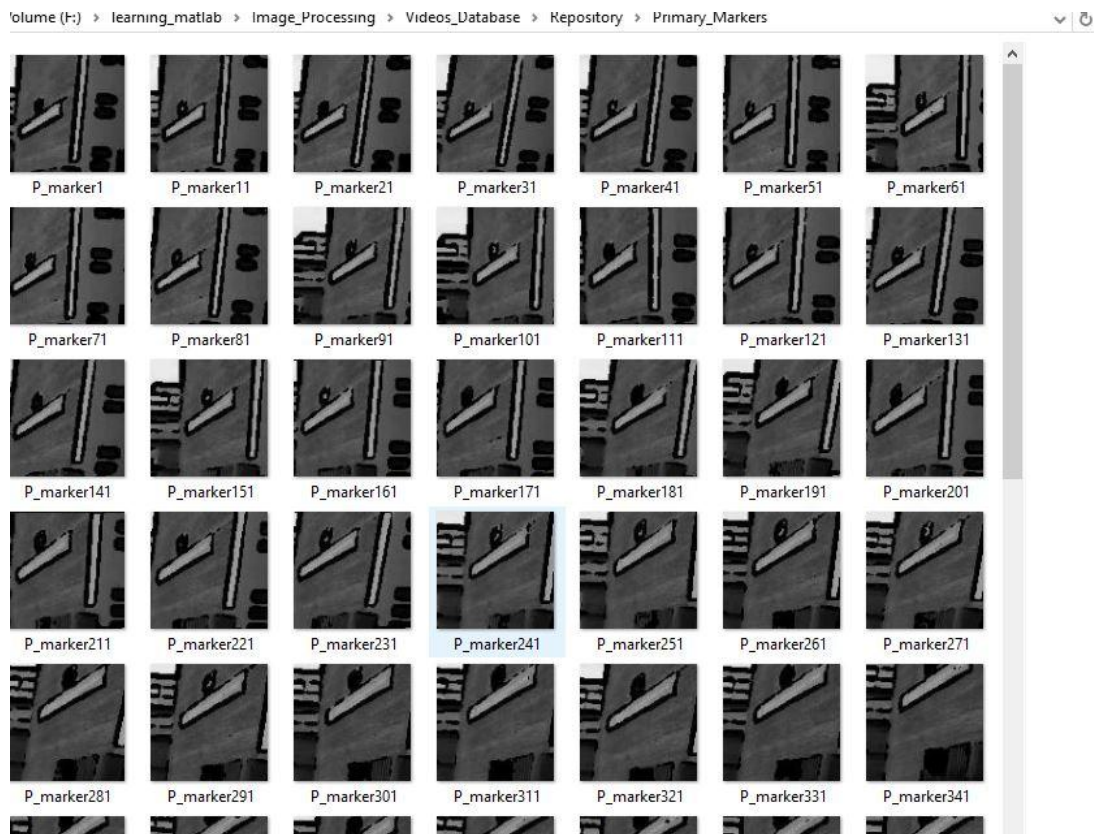 Volume (F:) > learning_matlab > Image_Processing > Videos_Database > Repository > Primary_Markers
P_marker1 P_marker11 P_marker21 P_marker31 P_marker41 P_marker51 P_marker61
P_marker71 P_marker81 P_marker91 P_marker101 P_marker111 P_marker121 P_marker131
P_marker141 P_marker151 P_marker161 P_marker171 P_marker181 P_marker191 P_marker201
P_marker211 P_marker221 P_marker231 P_marker241 P_marker251 P_marker261 P_marker271
P_marker281 P_marker291 P_marker301 P_marker311 P_marker321 P_marker331 P_marker341